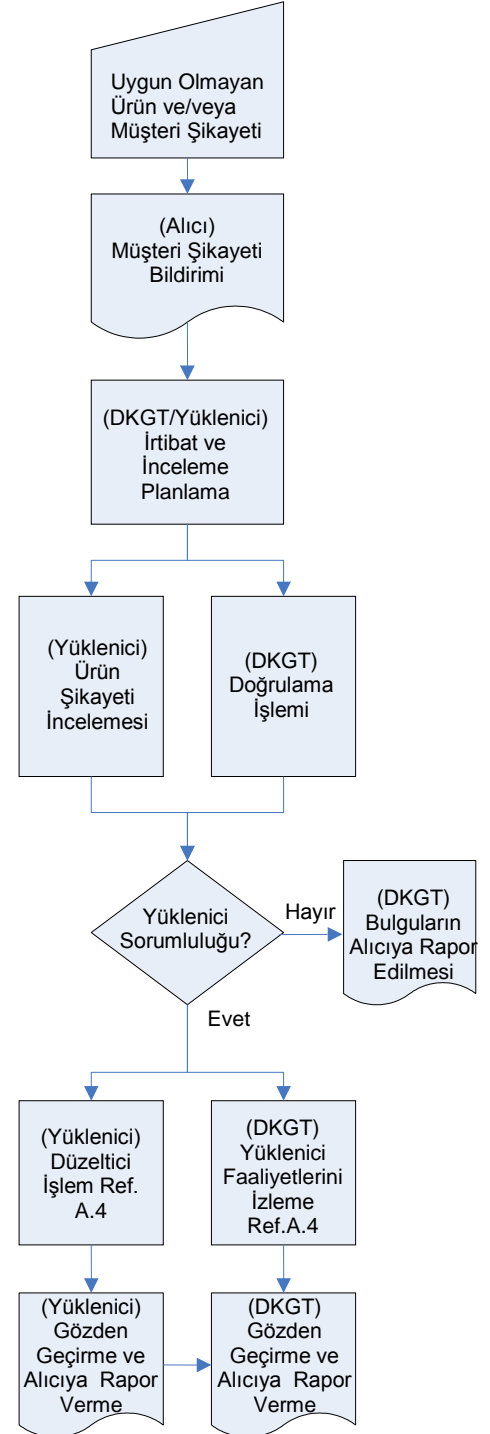 Uygun Olmayan
Ürün ve/veya
Müşteri Şikayeti
(Alıcı)
Müşteri Şikayeti
Bildirimi
(DKGT/Yüklenici)
İrtibat ve
İnceleme
Planlama
(Yüklenici)
Ürün
Şikayeti
İncelemesi
(DKGT)
Doğrulama
İşlemi
Yüklenici
Sorumluluğu?
Hayır
(DKGT)
Bulguların
Alıcıya Rapor
Edilmesi
Evet
(Yüklenici)
Düzeltici
İşlem Ref.
A.4
(DKGT)
Yüklenici
Faaliyetlerini
İzleme
Ref.A.4
(Yüklenici)
Gözden
Geçirme ve
Alıcıya Rapor
Verme
(DKGT)
Gözden
Geçirme ve
Alıcıya Rapor
Verme